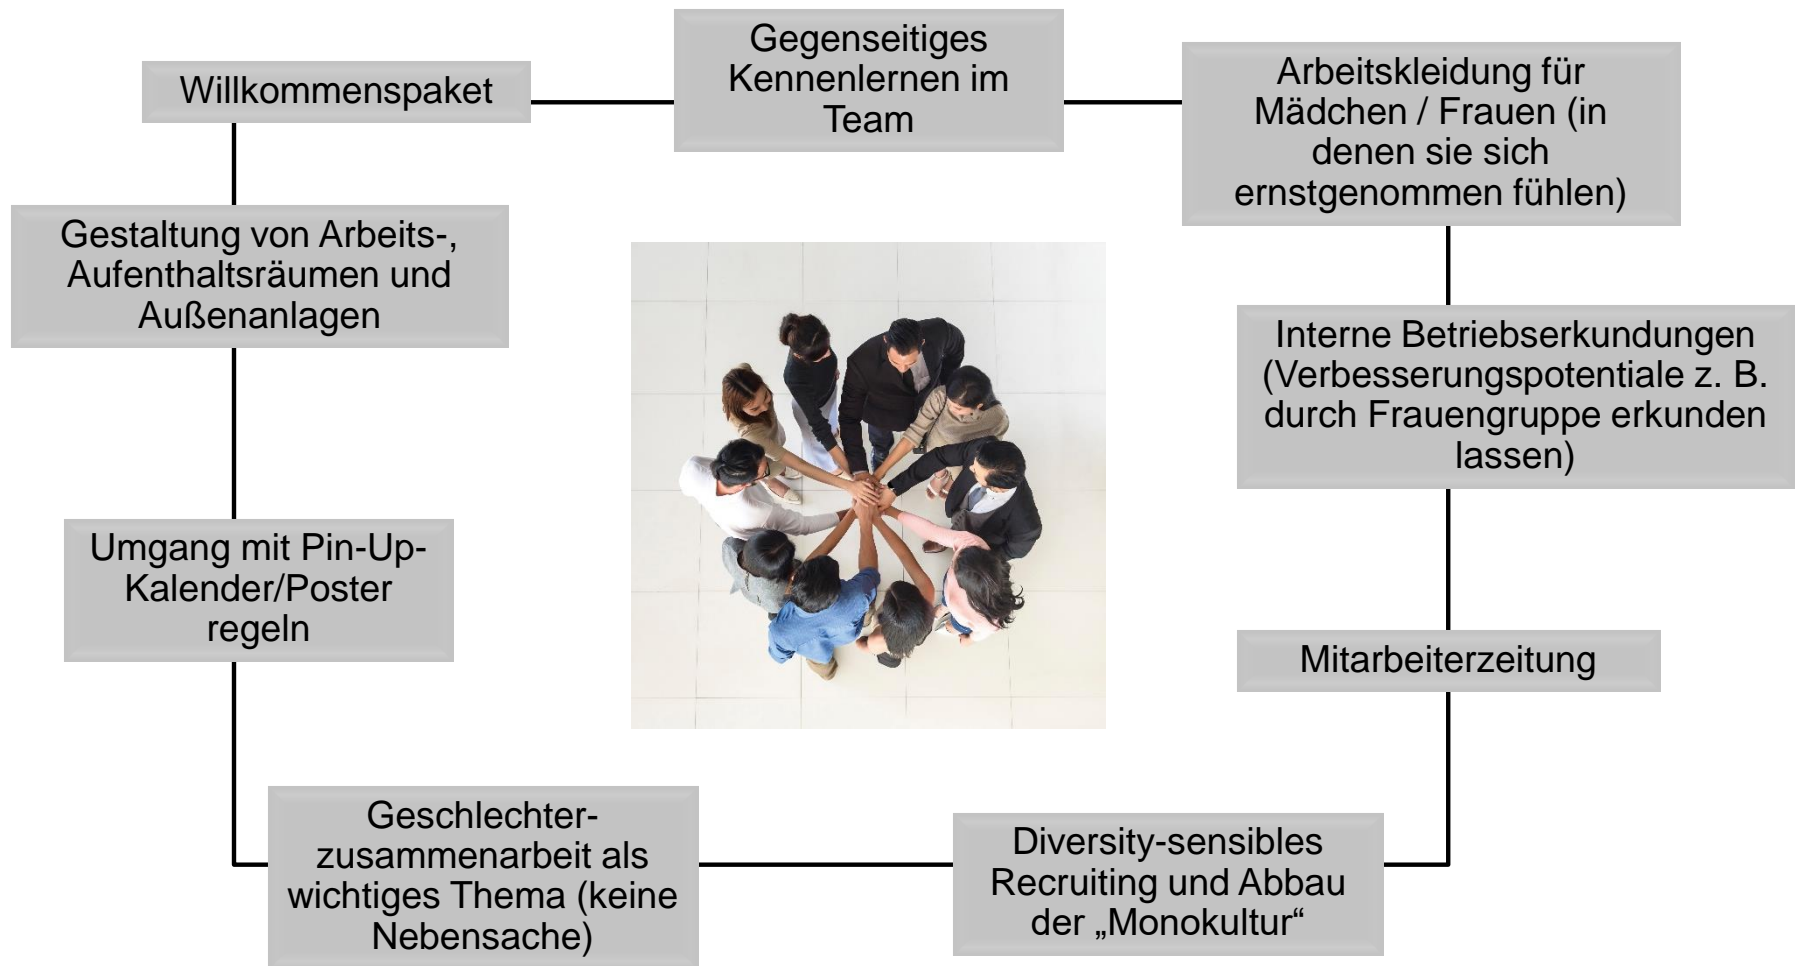 Willkommenspaket
Gegenseitiges
Kennenlernen im
Team
Arbeitskleidung für
Mädchen / Frauen (in
denen sie sich
ernstgenommen fühlen)
Gestaltung von Arbeits-,
Aufenthaltsräumen und
Außenanlagen
Interne Betriebserkundungen
(Verbesserungspotentiale z. B.
durch Frauengruppe erkunden
lassen)
Umgang mit Pin-Up-
Kalender/Poster
regeln
Mitarbeiterzeitung
Geschlechter-
zusammenarbeit als
wichtiges Thema (keine
Nebensache)
Diversity-sensibles
Recruiting und Abbau
der „Monokultur“